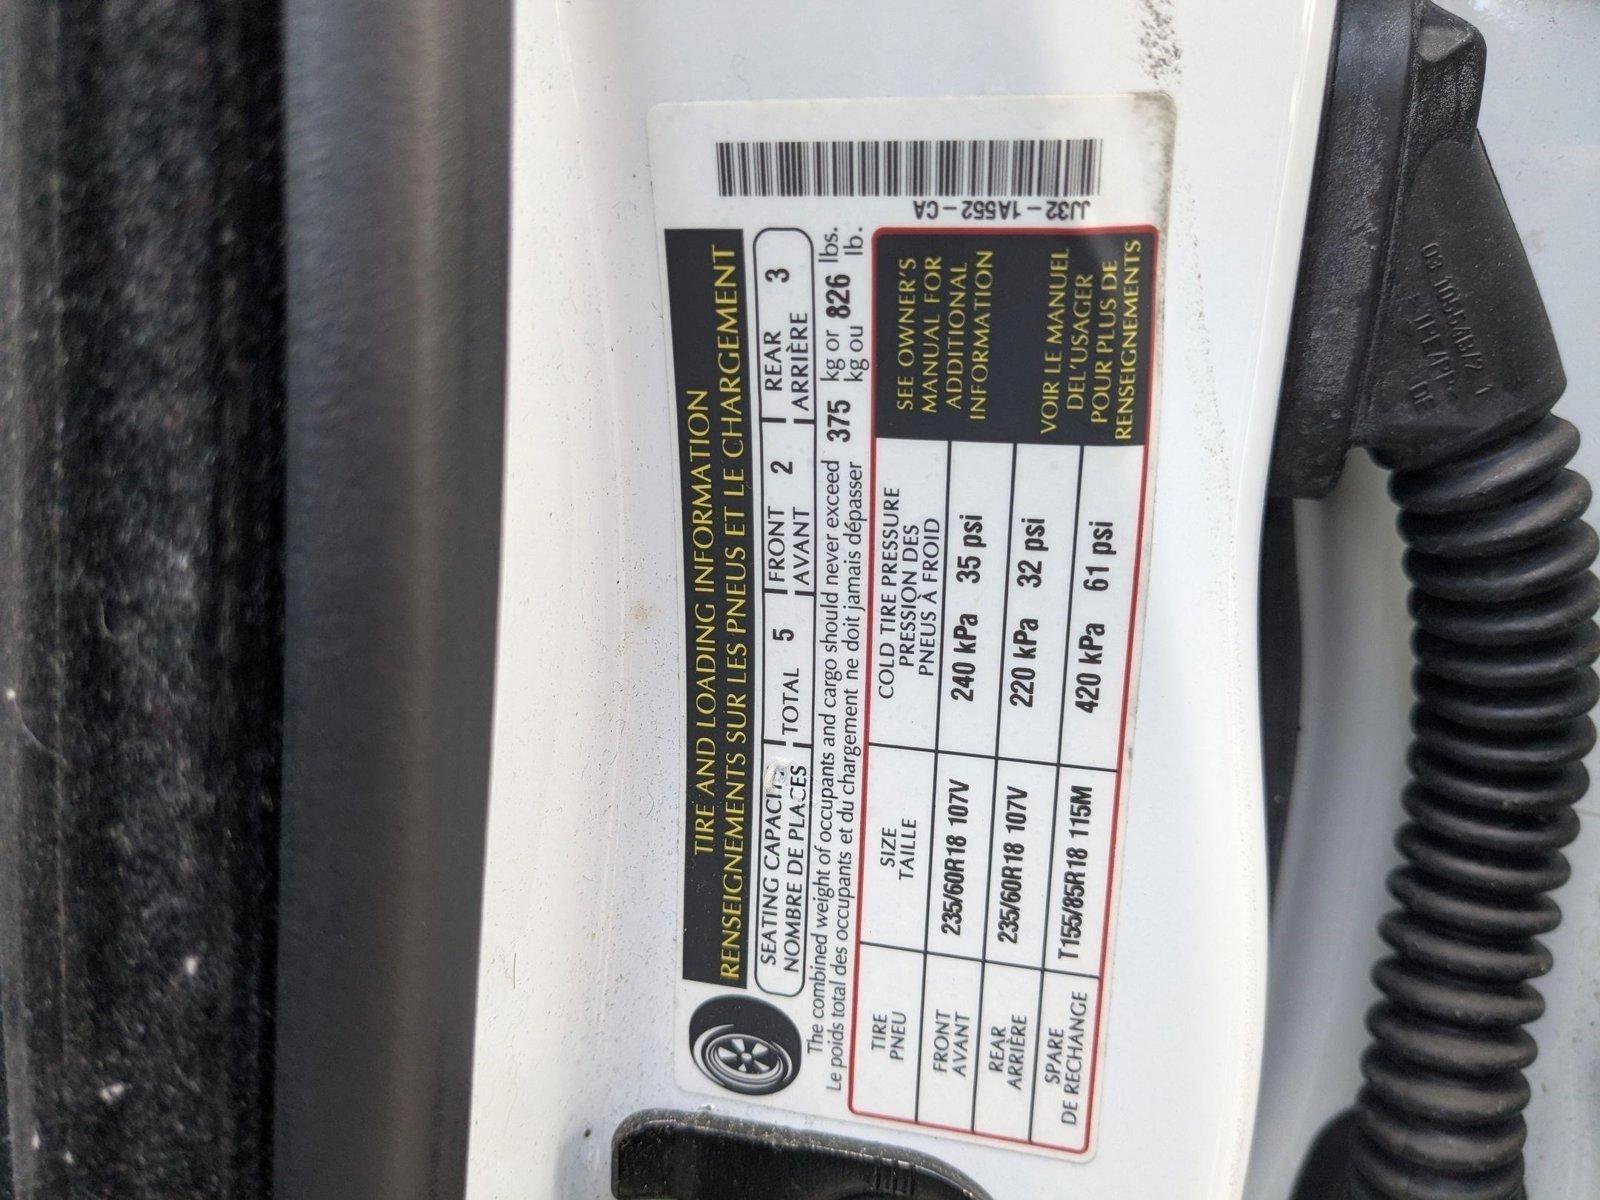 TIRE AND LOADING INFORMATION
RENSEIGNEMENTS SUR LES PNEUS ET LE CHARGEMENT
SEATING CAPACITY TOTAL 5 FRONT 2 REAR 3
NOMBRE DE PLACES AVANT ARRIÈRE
The combined weight of occupants and cargo should never exceed 375 kg or 826 lbs.
Le poids total des occupants et du chargement ne doit jamais dépasser kg ou lb.
TIRE SIZE COLD TIRE PRESSURE
PNEU TAILLE PRESSION DES
PNEUS À FROID
FRONT 235/60R18 107V 240 kPa 35 psi
AVANT
REAR 235/60R18 107V 220 kPa 32 psi
ARRIÈRE
SPARE T155/85R18 115M 420 kPa 61 psi
DE RECHANGE
SEE OWNER'S
MANUAL FOR
ADDITIONAL
INFORMATION
VOIR LE MANUEL
DEL'USAGER
POUR PLUS DE
RENSEIGNEMENTS
JJ32-1A552-CA